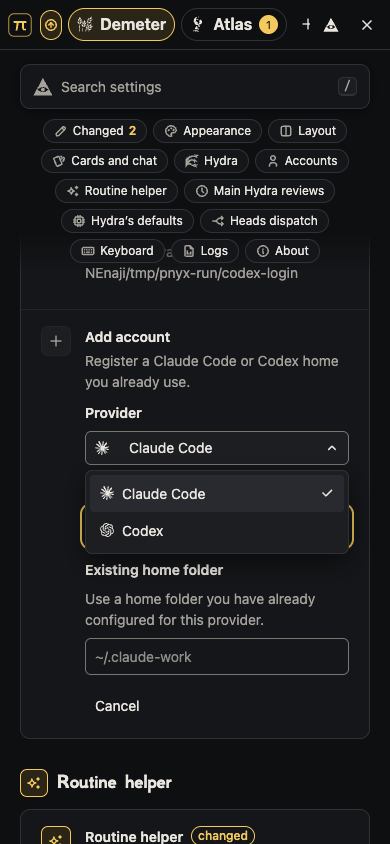 π Demeter Atlas 1
Search settings /
Changed 2 Appearance Layout
Cards and chat Hydra Accounts
Routine helper Main Hydra reviews
Hydra's defaults Heads dispatch
Keyboard Logs About
NEnaji/tmp/pnyx-run/codex-login
Add account
Register a Claude Code or Codex home
you already use.
Provider
Claude Code
Claude Code
Codex
Existing home folder
Use a home folder you have already
configured for this provider.
~/.claude-work
Cancel
Routine helper
Routine helper changed